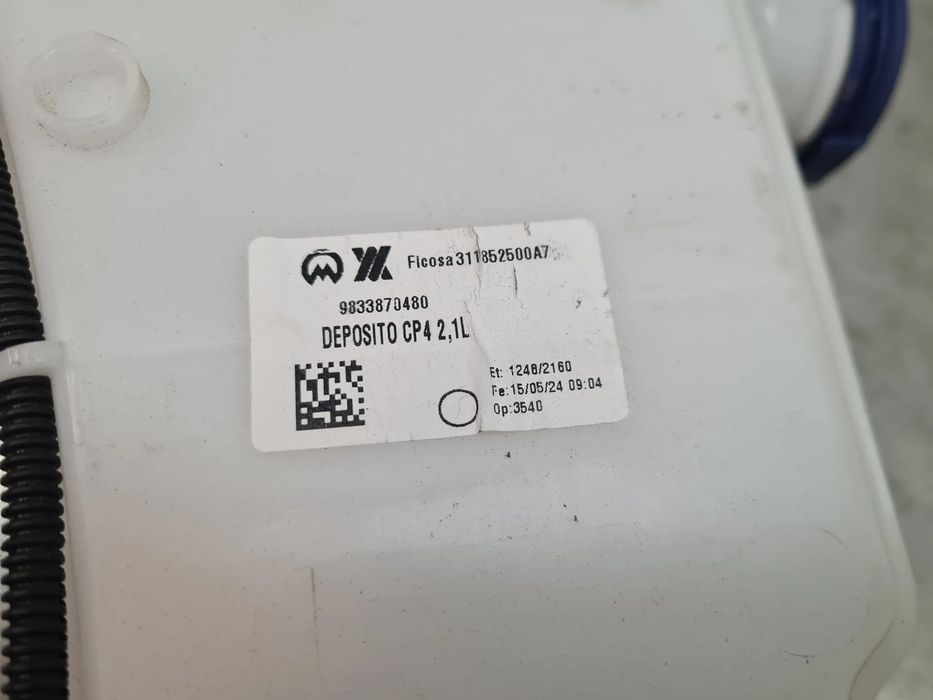 Ficosa 311852500A7
9833870480
DEPOSITO CP4 2,1L
Et: 1248/2160
Fe:15/05/24 09:04
Op:3540